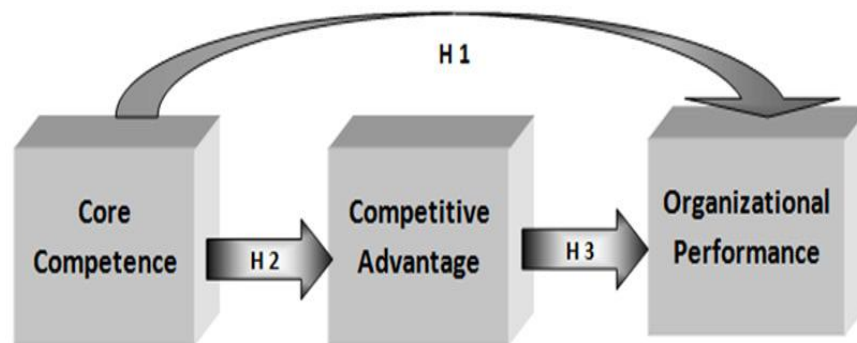 H 1
Core
Competence
H 2
Competitive
Advantage
H 3
Organizational
Performance